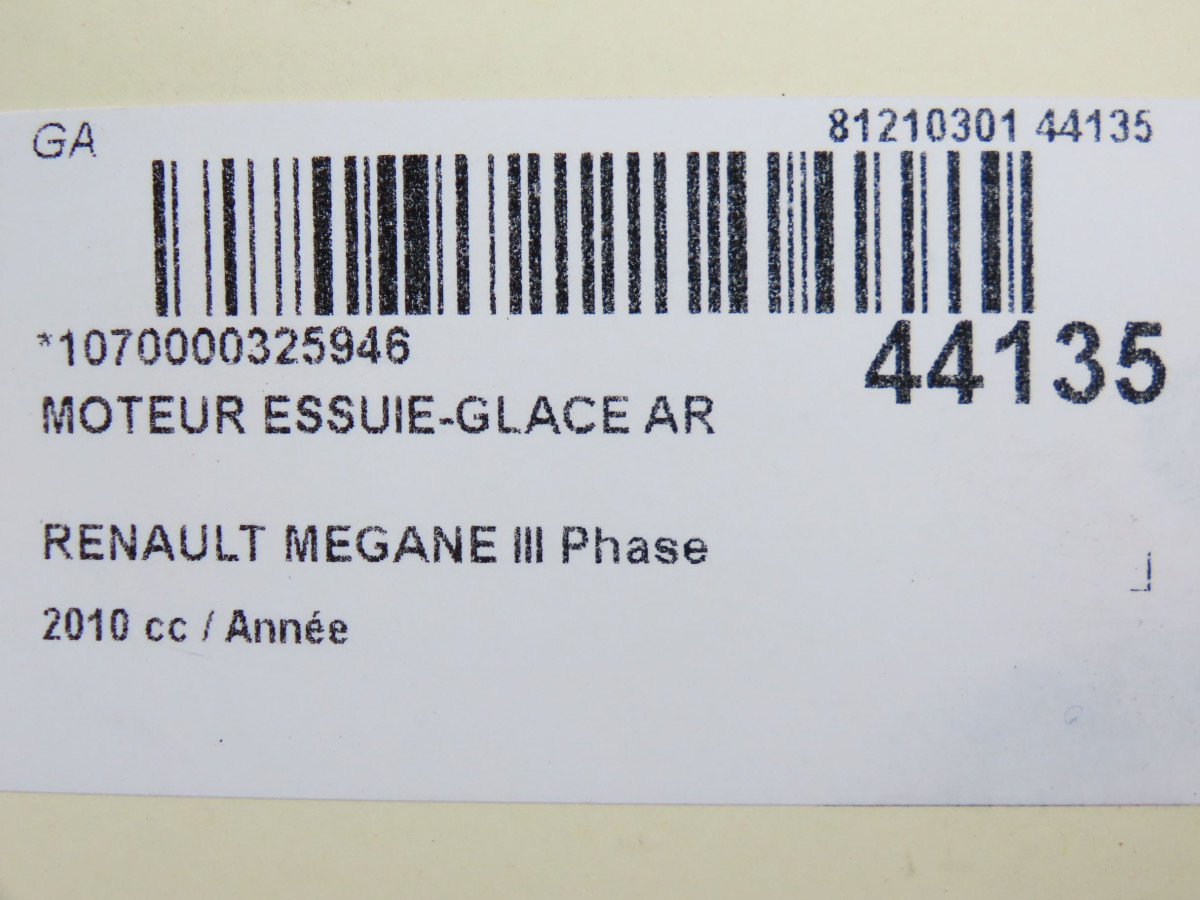 GA
81210301 44135
*1070000325946
44135
MOTEUR ESSUIE-GLACE AR
RENAULT MEGANE III Phase
2010 cc / Année